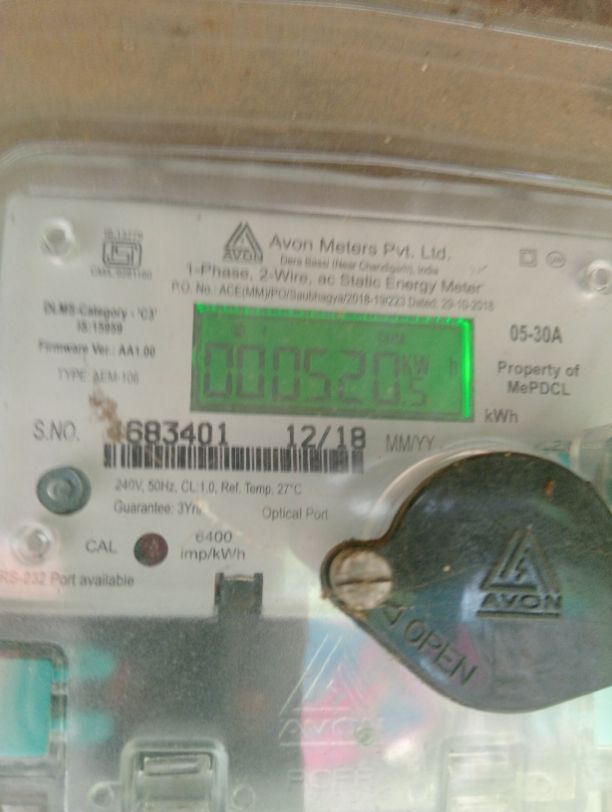 IS 13779
ISI
AVON
Avon Meters Pvt. Ltd.
Dera Bassi (Near Chandigarh), India
1-Phase, 2-Wire, ac Static Energy Meter
P.O. No.: ACE(MM)/PO/Saubhagya/2018-19/223 Dated: 29-10-2018
DLMS Category - 'C3'
IS:15959
Firmware Ver.: AA1.00
TYPE: AEM-106
000520.5 KW h
05-30A
Property of
MePDCL
kWh
S.NO. 4683401 12/18 MM/YY
240V, 50Hz, CL:1.0, Ref. Temp. 27°C
Guarantee: 3Yrs
Optical Port
CAL
6400
imp/kWh
RS-232 Port available
AVON
OPEN
AVON